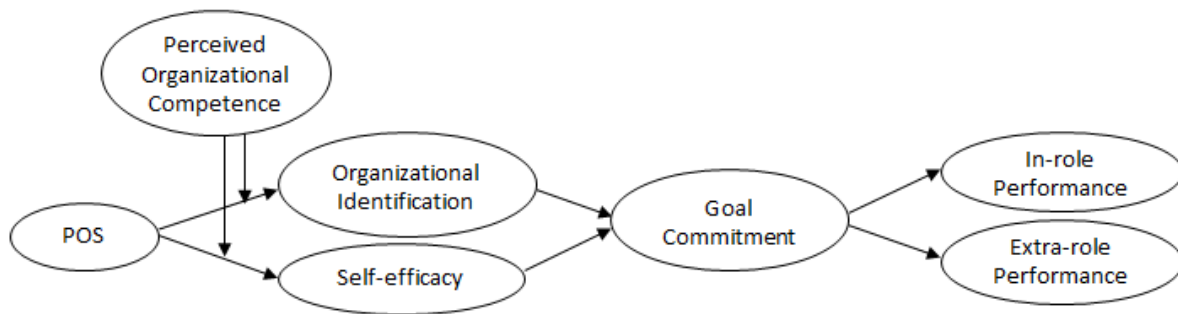 Perceived
Organizational
Competence
Organizational
Identification
In-role
Performance
POS
Goal
Commitment
Self-efficacy
Extra-role
Performance